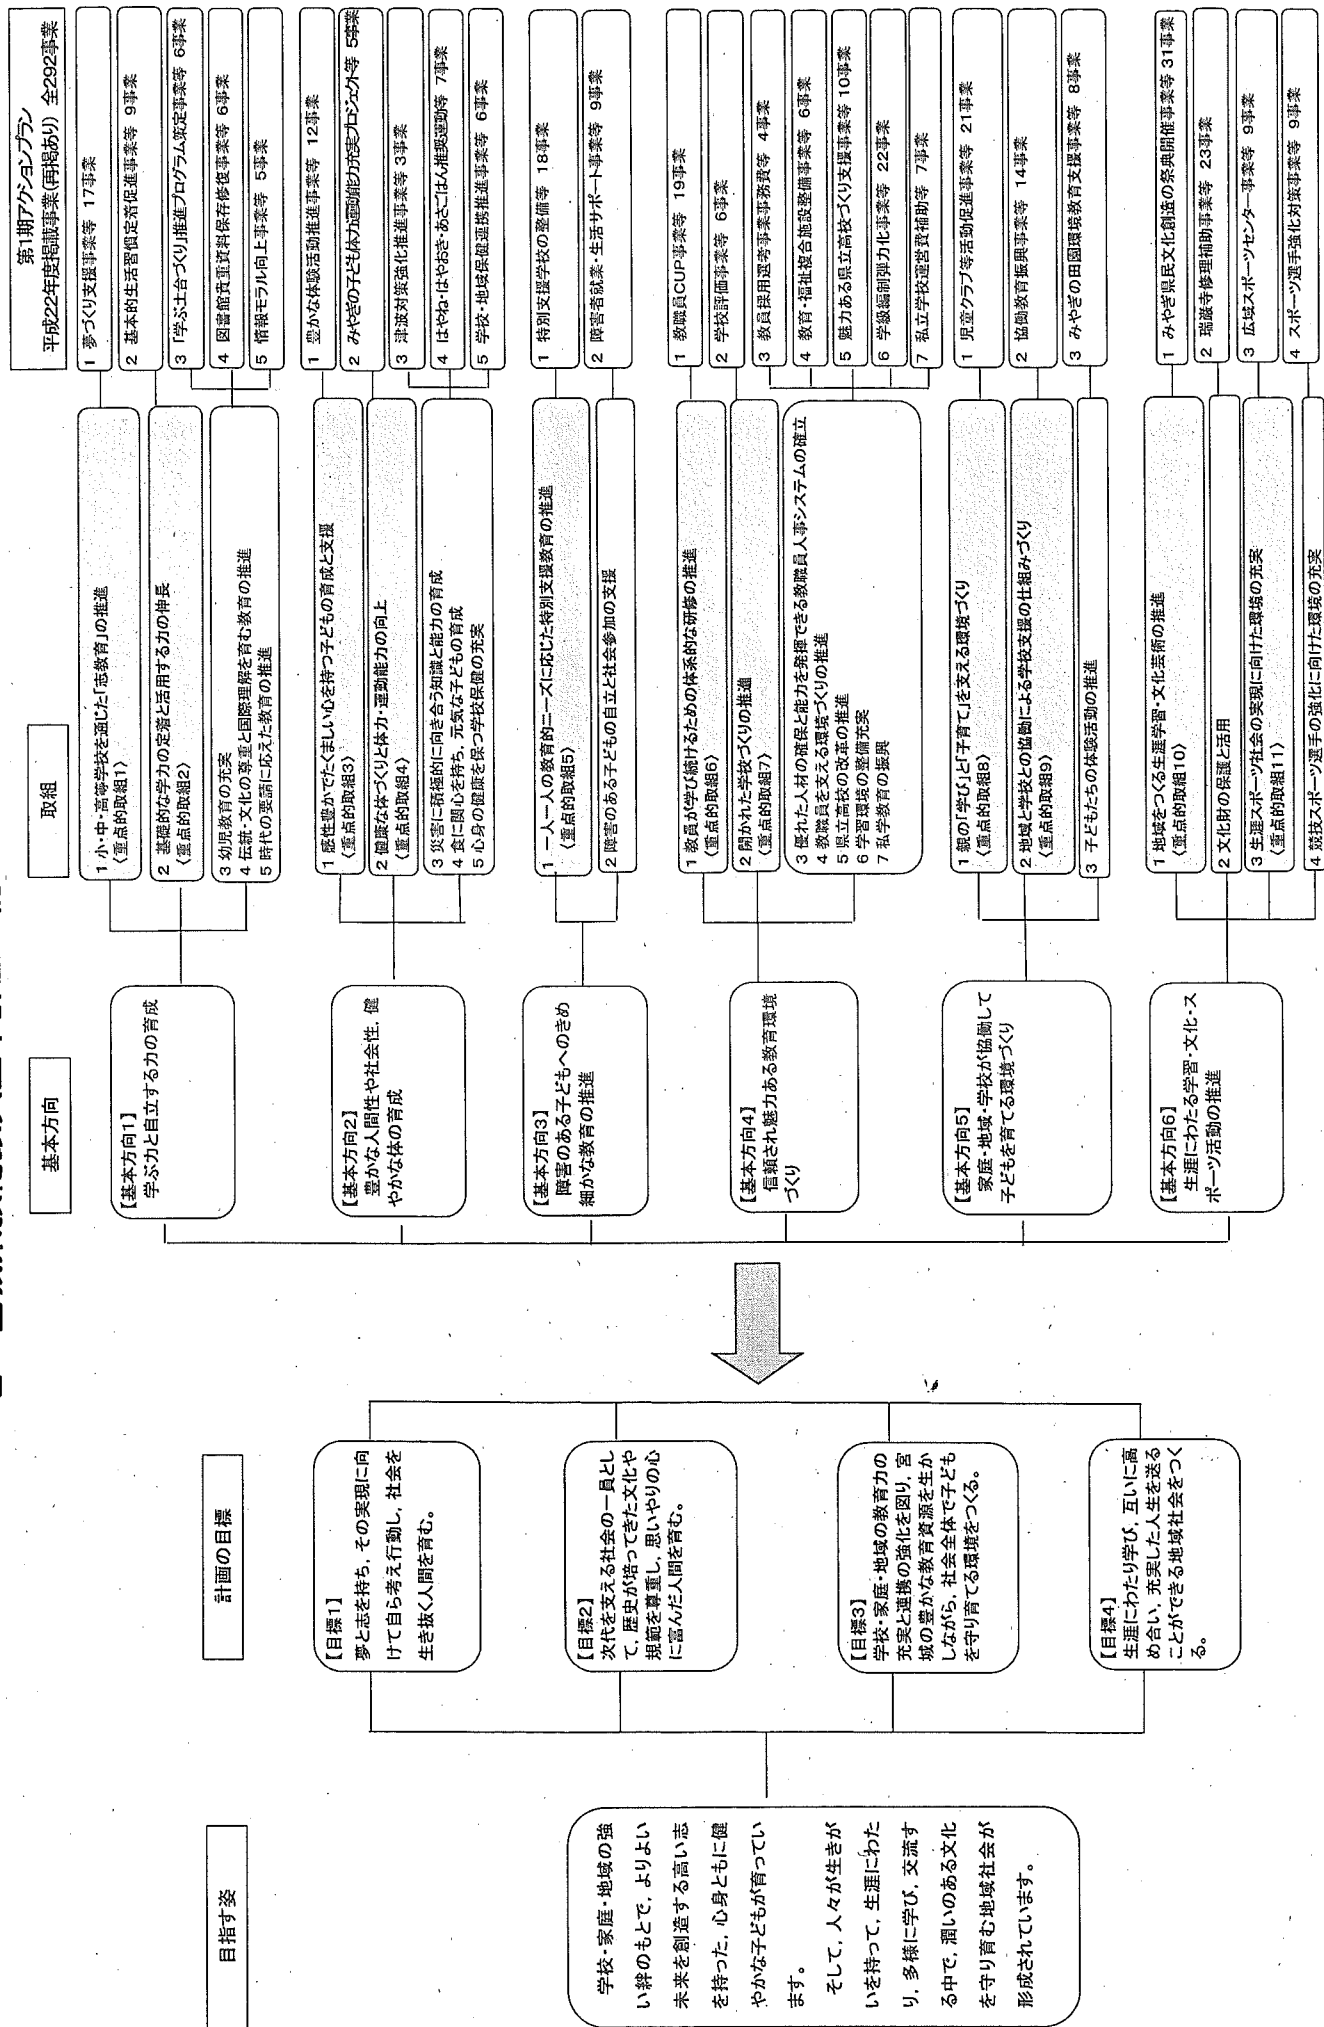 目指す姿
学校・家庭・地域の強
い絆のもとで，よりよい
未来を創造する高い志
を持った，心身ともに健
やかな子どもが育ってい
ます。
そして，人々が生きが
いを持って，生涯にわた
り，多様に学び，交流す
る中で，潤いのある文化
を守り育む地域社会が
形成されています。
計画の目標
【目標1】
夢と志を持ち，その実現に向
けて自ら考え行動し，社会を
生き抜く人間を育む。
【目標2】
次代を支える社会の一員とし
て，歴史が培ってきた文化や
規範を尊重し，思いやりの心
に富んだ人間を育む。
【目標3】
学校・家庭・地域の教育力の
充実と連携の強化を図り，宮
城の豊かな教育資源を生か
しながら，社会全体で子ども
を守り育てる環境をつくる。
【目標4】
生涯にわたり学び，互いに高
め合い，充実した人生を送る
ことができる地域社会をつく
る。
基本方向
【基本方向1】
学ぶ力と自立する力の育成
【基本方向2】
豊かな人間性や社会性，健
やかな体の育成
【基本方向3】
障害のある子どもへのきめ
細かな教育の推進
【基本方向4】
信頼され魅力ある教育環境
づくり
【基本方向5】
家庭・地域・学校が協働して
子どもを育てる環境づくり
【基本方向6】
生涯にわたる学習・文化・ス
ポーツ活動の推進
取組
1 小・中・高等学校を通じた「志教育」の推進
〈重点的取組1〉
2 基礎的な学力の定着と活用する力の伸長
〈重点的取組2〉
3 幼児教育の充実
4 伝統・文化の尊重と国際理解を育む教育の推進
5 時代の要請に応えた教育の推進
1 感性豊かでたくましい心を持つ子どもの育成と支援
〈重点的取組3〉
2 健康な体づくりと体力・運動能力の向上
〈重点的取組4〉
3 災害に積極的に向き合う知識と能力の育成
4 食に関心を持ち，元気な子どもの育成
5 心身の健康を保つ学校保健の充実
1 一人一人の教育的ニーズに応じた特別支援教育の推進
〈重点的取組5〉
2 障害のある子どもの自立と社会参加の支援
1 教員が学び続けるための体系的な研修の推進
〈重点的取組6〉
2 開かれた学校づくりの推進
〈重点的取組7〉
3 優れた人材の確保と能力を発揮できる教職員人事システムの確立
4 教職員を支える環境づくりの推進
5 県立高校の改革の推進
6 学習環境の整備充実
7 私学教育の振興
1 親の「学び」と「子育て」を支える環境づくり
〈重点的取組8〉
2 地域と学校との協働による学校支援の仕組みづくり
〈重点的取組9〉
3 子どもたちの体験活動の推進
1 地域をつくる生涯学習・文化芸術の推進
〈重点的取組10〉
2 文化財の保護と活用
3 生涯スポーツ社会の実現に向けた環境の充実
〈重点的取組11〉
4 競技スポーツ選手の強化に向けた環境の充実
第1期アクションプラン
平成22年度掲載事業（再掲あり） 全292事業
1 夢づくり支援事業等 17事業
2 基本的生活習慣定着促進事業等 9事業
3 「学ぶ土台づくり」推進プログラム策定事業等 6事業
4 図書館貴重資料保存修復事業等 6事業
5 情報モラル向上事業等 5事業
1 豊かな体験活動推進事業等 12事業
2 みやぎの子ども体力運動能力充実プロジェクト等 5事業
3 津波対策強化推進事業等 3事業
4 はやね・はやおき・あさごはん推奨運動等 7事業
5 学校・地域保健連携推進事業等 6事業
1 特別支援学校の整備等 18事業
2 障害者就業・生活サポート事業等 9事業
1 教職員CUP事業等 19事業
2 学校評価事業等 6事業
3 教員採用選考事業事務費等 4事業
4 教育・福祉複合施設整備事業等 6事業
5 魅力ある県立高校づくり支援事業等 10事業
6 学級編制弾力化事業等 22事業
7 私立学校運営費補助等 7事業
1 児童クラブ等活動促進事業等 21事業
2 協働教育振興事業等 14事業
3 みやぎの田園環境教育支援事業等 8事業
1 みやぎ県民文化創造の祭典開催事業等 31事業
2 瑞巌寺修理補助事業等 23事業
3 広域スポーツセンター事業等 9事業
4 スポーツ選手強化対策事業等 9事業